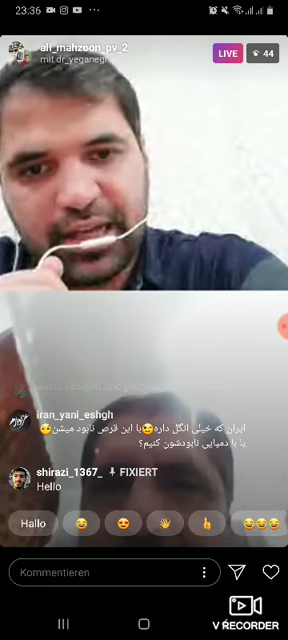 23:36
ali_mahzoon_pv_2
mit dr_yeganegi
LIVE
44
iran_yani_eshgh
ایران که خیلی انگل داره😉با این قرص نابود میشن😏
یا با دمپایی نابودشون کنیم؟
shirazi_1367_ FIXIERT
Hello
Hallo
Kommentieren
V RECORDER